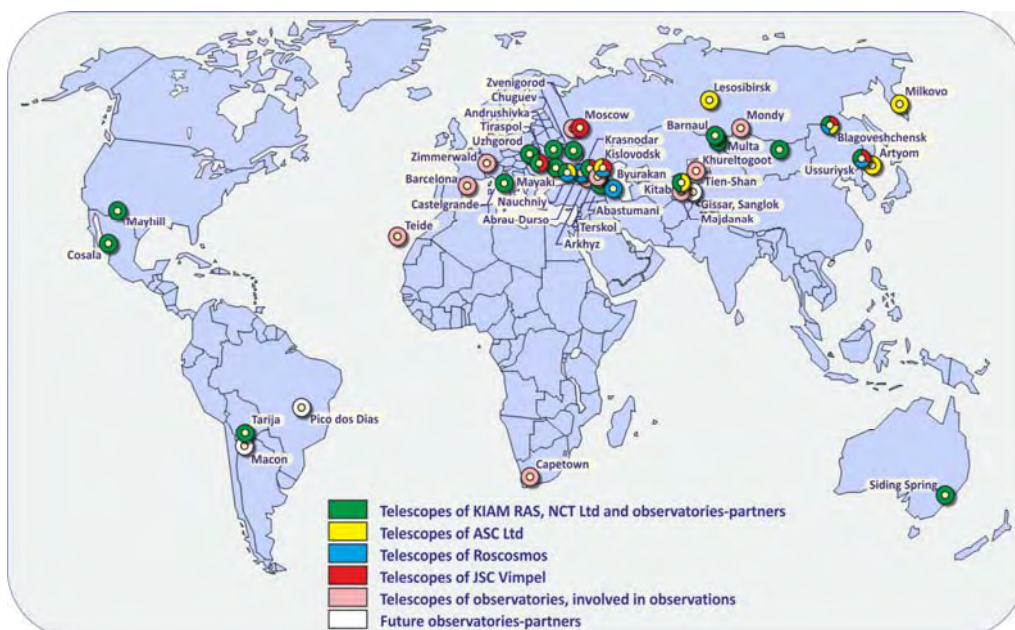 Zvenigorod
Chuguev
Andrushivka
Tiraspol
Uzhgorod
Zimmerwald
Barcelona
Castelgrande
Mayaki
Nauchniy
Abrau-Durso
Teide
Moscow
Krasnodar
Kislovodsk
Byurakan
Abastumani
Terskol
Arkhyz
Lesosibirsk
Milkovo
Barnaul
Mondy
Multa
Khureltogoot
Blagoveshchensk
Artyom
Ussuriysk
Kitab
Tien-Shan
Gissar, Sanglok
Majdanak
Mayhill
Cosala
Tarija
Pico dos Dias
Macon
Capetown
Siding Spring
Telescopes of KIAM RAS, NCT Ltd and observatories-partners
Telescopes of ASC Ltd
Telescopes of Roscosmos
Telescopes of JSC Vimpel
Telescopes of observatories, involved in observations
Future observatories-partners